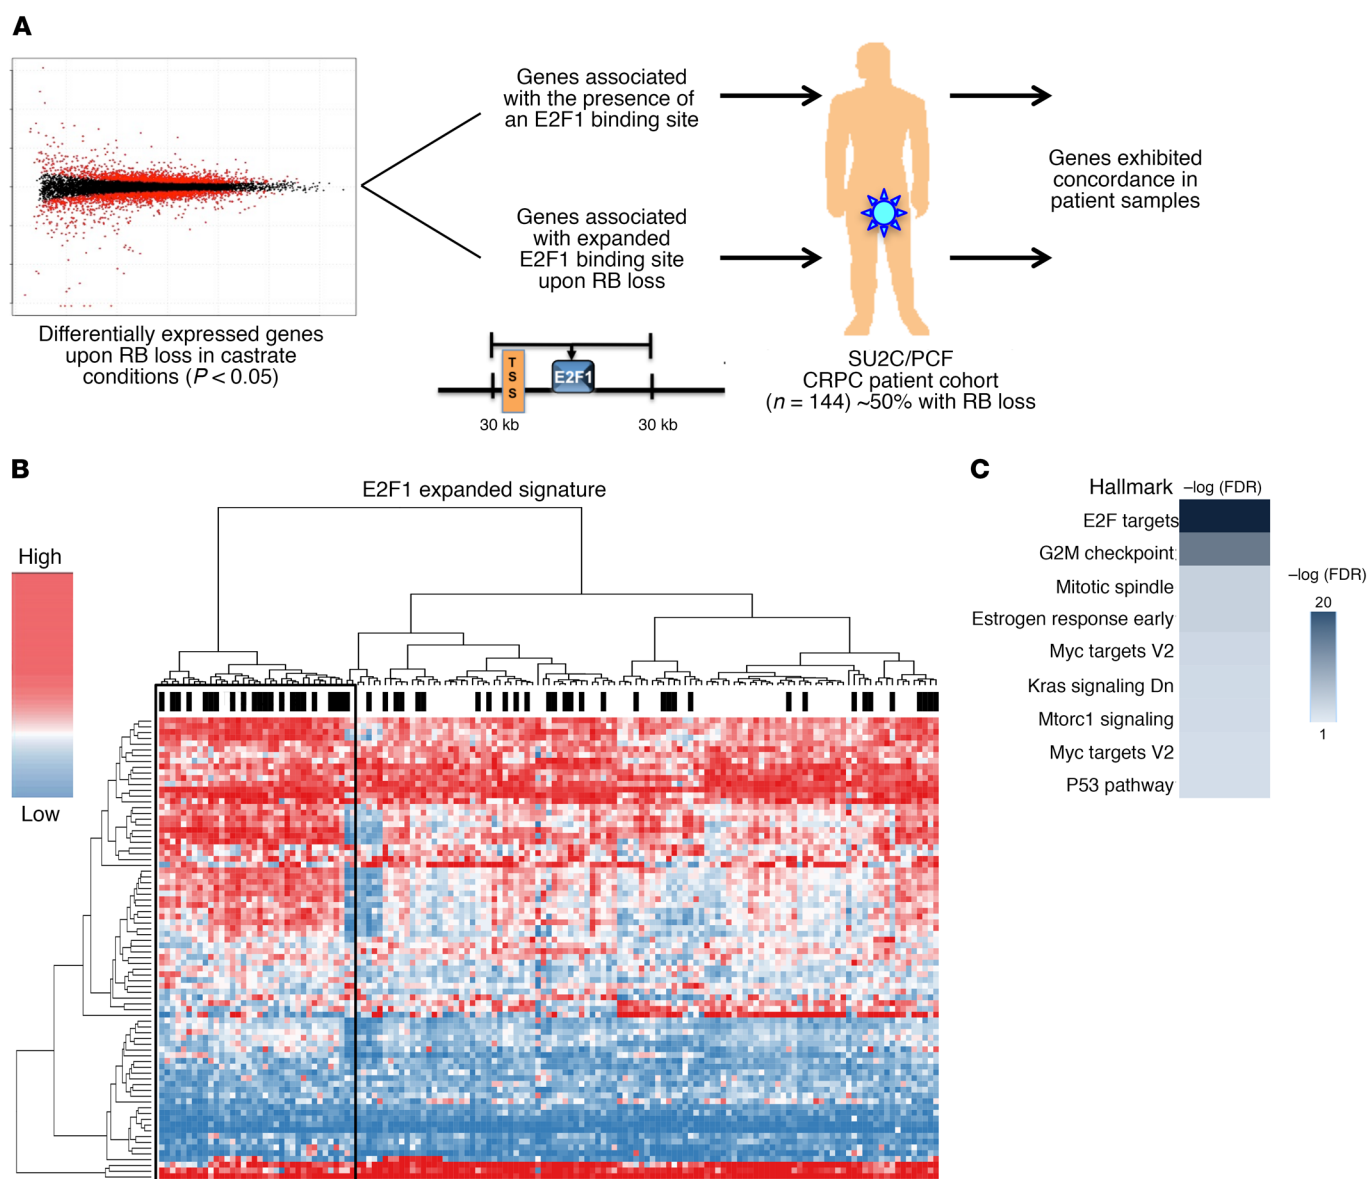 A
Genes associated
with the presence of
an E2F1 binding site
Genes associated
with expanded
E2F1 binding site
upon RB loss
Genes exhibited
concordance in
patient samples
Differentially expressed genes
upon RB loss in castrate
conditions (P < 0.05)
T
S
S
E2F1
30 kb
30 kb
SU2C/PCF
CRPC patient cohort
(n = 144) ~50% with RB loss
B
E2F1 expanded signature
High
Low
C
Hallmark –log (FDR)
E2F targets
G2M checkpoint
Mitotic spindle
Estrogen response early
Myc targets V2
Kras signaling Dn
Mtorc1 signaling
Myc targets V2
P53 pathway
–log (FDR)
20
1